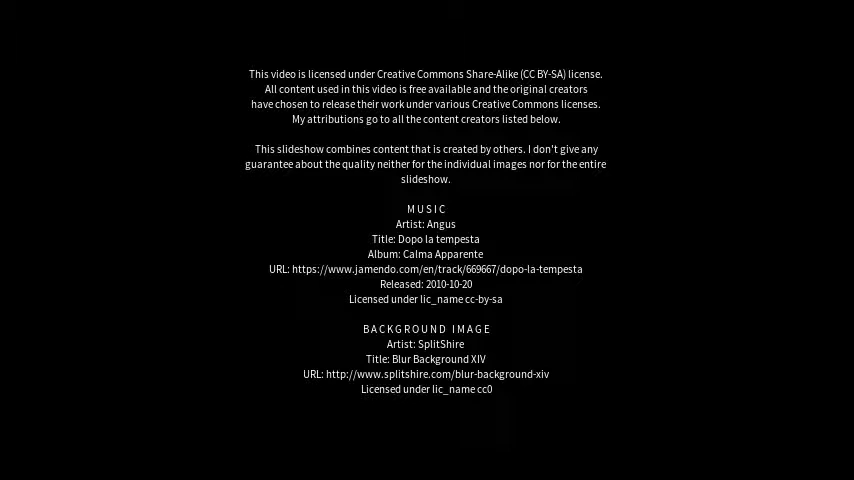 This video is licensed under Creative Commons Share-Alike (CC BY-SA) license.
All content used in this video is free available and the original creators
have chosen to release their work under various Creative Commons licenses.
My attributions go to all the content creators listed below.
This slideshow combines content that is created by others. I don't give any
guarantee about the quality neither for the individual images nor for the entire
slideshow.
MUSIC
Artist: Angus
Title: Dopo la tempesta
Album: Calma Apparente
URL: https://www.jamendo.com/en/track/669667/dopo-la-tempesta
Released: 2010-10-20
Licensed under lic_name cc-by-sa
BACKGROUND IMAGE
Artist: SplitShire
Title: Blur Background XIV
URL: http://www.splitshire.com/blur-background-xiv
Licensed under lic_name cc0